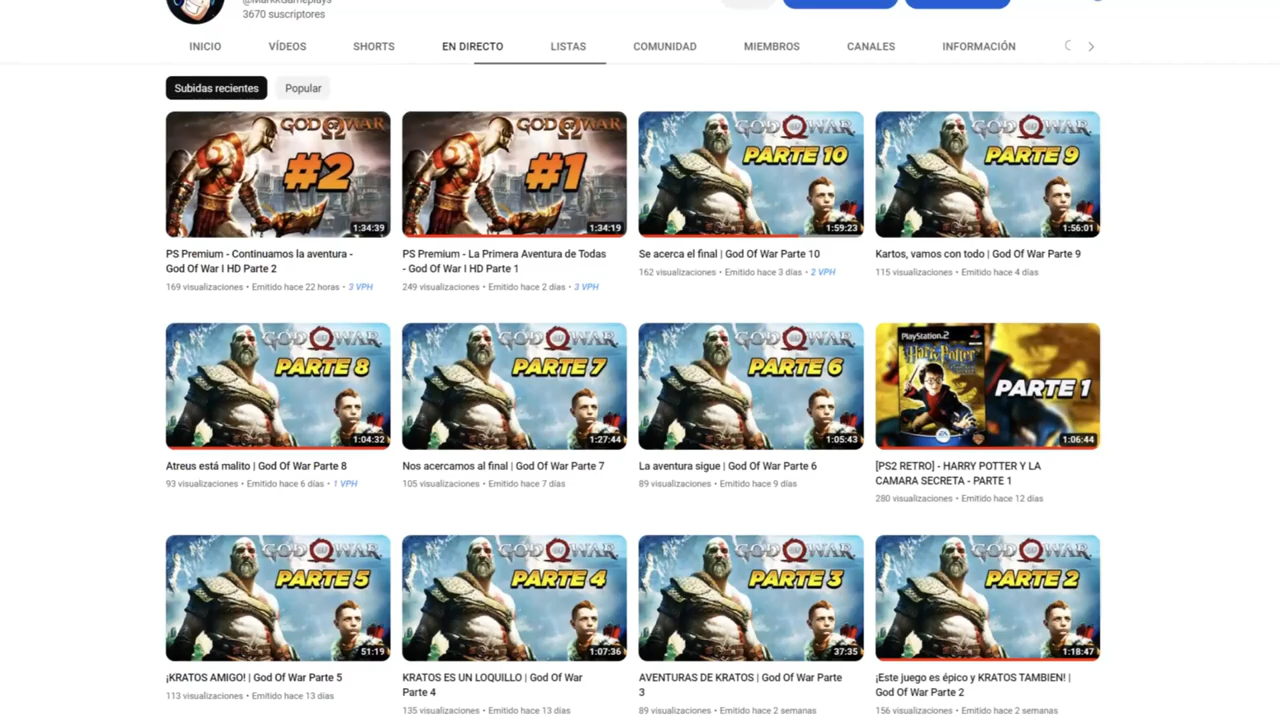 @MarkkGameplays
3670 suscriptores
INICIO VÍDEOS SHORTS EN DIRECTO LISTAS COMUNIDAD MIEMBROS CANALES INFORMACIÓN
Subidas recientes Popular
GOD OF WAR
#2
1:34:39
GOD OF WAR
#1
1:34:19
GOD OF WAR
PARTE 10
1:59:23
GOD OF WAR
PARTE 9
1:56:01
PS Premium - Continuamos la aventura -
God Of War I HD Parte 2
169 visualizaciones • Emitido hace 22 horas • 3 VPH
PS Premium - La Primera Aventura de Todas
- God Of War I HD Parte 1
249 visualizaciones • Emitido hace 2 días • 3 VPH
Se acerca el final | God Of War Parte 10
162 visualizaciones • Emitido hace 3 días • 2 VPH
Kartos, vamos con todo | God Of War Parte 9
115 visualizaciones • Emitido hace 4 días
GOD OF WAR
PARTE 8
1:04:32
GOD OF WAR
PARTE 7
1:27:44
GOD OF WAR
PARTE 6
1:05:43
PlayStation 2
Harry Potter
PARTE 1
EA
1:06:44
Atreus está malito | God Of War Parte 8
93 visualizaciones • Emitido hace 6 días • 1 VPH
Nos acercamos al final | God Of War Parte 7
105 visualizaciones • Emitido hace 7 días
La aventura sigue | God Of War Parte 6
89 visualizaciones • Emitido hace 9 días
[PS2 RETRO] - HARRY POTTER Y LA
CAMARA SECRETA - PARTE 1
280 visualizaciones • Emitido hace 12 días
GOD OF WAR
PARTE 5
51:19
GOD OF WAR
PARTE 4
1:07:36
GOD OF WAR
PARTE 3
37:35
GOD OF WAR
PARTE 2
1:18:47
¡KRATOS AMIGO! | God Of War Parte 5
113 visualizaciones • Emitido hace 13 días
KRATOS ES UN LOQUILLO | God Of War
Parte 4
135 visualizaciones • Emitido hace 13 días
AVENTURAS DE KRATOS | God Of War Parte
3
89 visualizaciones • Emitido hace 2 semanas
¡Este juego es épico y KRATOS TAMBIEN! |
God Of War Parte 2
156 visualizaciones • Emitido hace 2 semanas